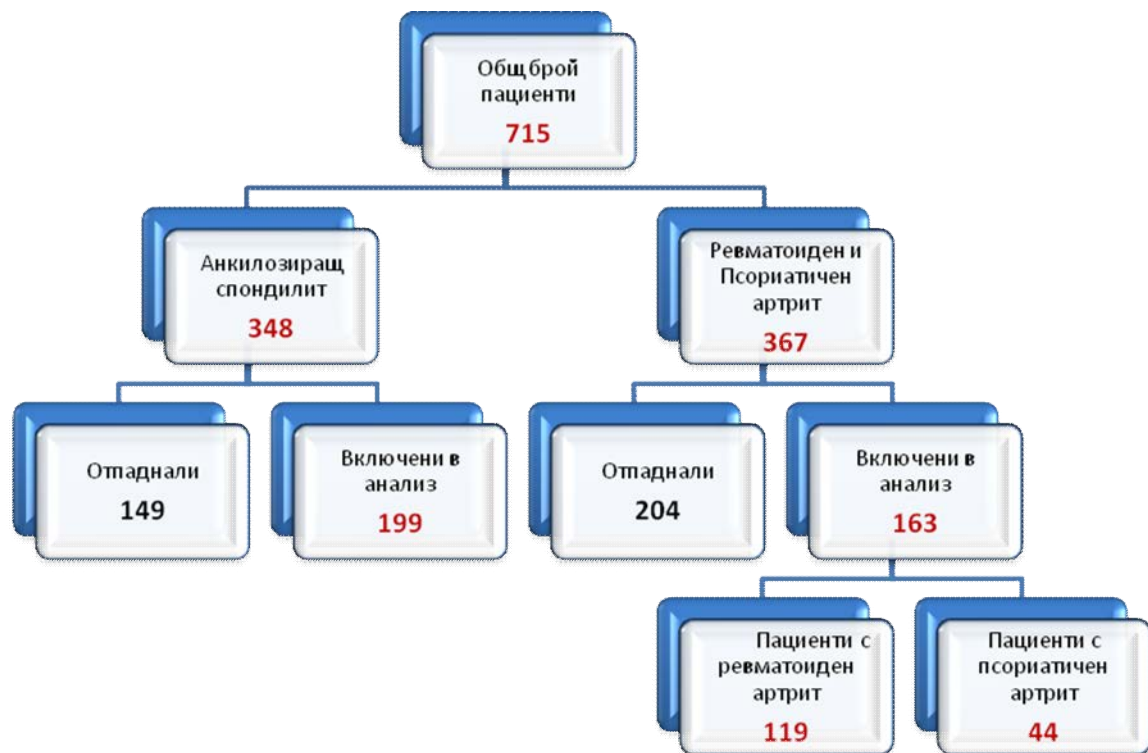 Общ брой
пациенти
715
Анкилозиращ
спондилит
348
Ревматоиден и
Псориатичен
артрит
367
Отпаднали
149
Включени в
анализ
199
Отпаднали
204
Включени в
анализ
163
Пациенти с
ревматоиден
артрит
119
Пациенти с
псориатичен
артрит
44